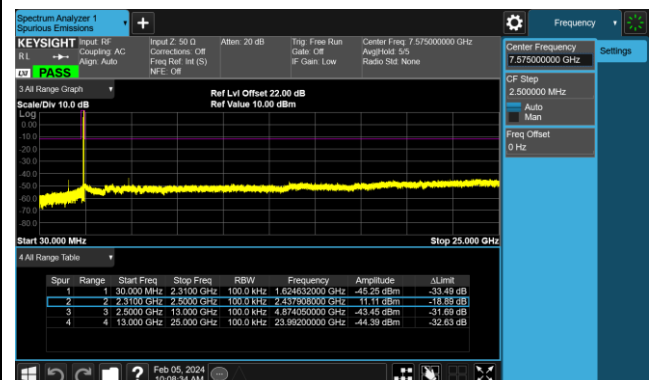 Spectrum Analyzer 1
Spurious Emissions
Frequency
KEYSIGHT
RL
LXI PASS
Input: RF
Coupling: AC
Align: Auto
Input Z: 50 Ω
Corrections: Off
Freq Ref: Int (S)
NFE: Off
Atten: 20 dB
Trig: Free Run
Gate: Off
IF Gain: Low
Center Freq: 7.575000000 GHz
Avg|Hold: 5/5
Radio Std: None
Center Frequency
7.575000000 GHz
Settings
CF Step
2.500000 MHz
Auto
Man
Freq Offset
0 Hz
3 All Range Graph
Scale/Div 10.0 dB
Ref Lvl Offset 22.00 dB
Ref Value 10.00 dBm
Log
0.00
-10.0
-20.0
-30.0
-40.0
-50.0
-60.0
-70.0
-80.0
Start 30.000 MHz
Stop 25.000 GHz
4 All Range Table
Spur Range Start Freq Stop Freq RBW Frequency Amplitude ΔLimit
1 1 30.000 MHz 2.3100 GHz 100.0 kHz 1.624632000 GHz -45.25 dBm -33.49 dB
2 2 2.3100 GHz 2.5000 GHz 100.0 kHz 2.437908000 GHz 11.11 dBm -18.89 dB
3 3 2.5000 GHz 13.000 GHz 100.0 kHz 4.874050000 GHz -43.45 dBm -31.69 dB
4 4 13.000 GHz 25.000 GHz 100.0 kHz 23.99200000 GHz -44.39 dBm -32.63 dB
Feb 05, 2024
10:08:34 AM